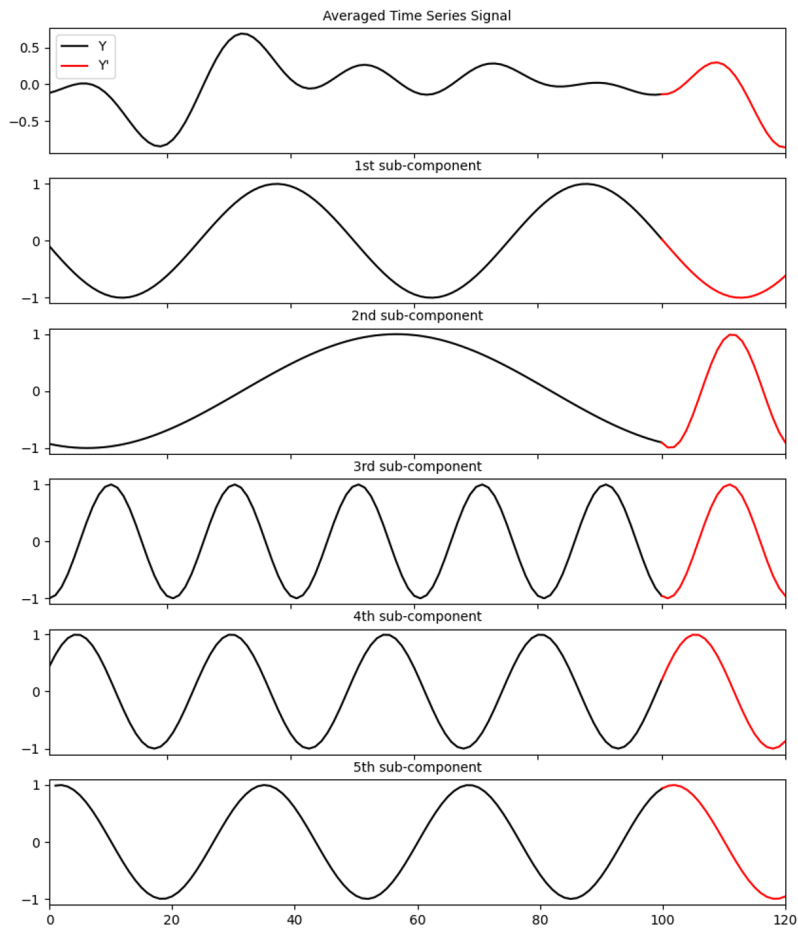 Averaged Time Series Signal
0.5
0.0
−0.5
Y
Y'
1st sub-component
1
0
−1
2nd sub-component
1
0
−1
3rd sub-component
1
0
−1
4th sub-component
1
0
−1
5th sub-component
1
0
−1
0 20 40 60 80 100 120